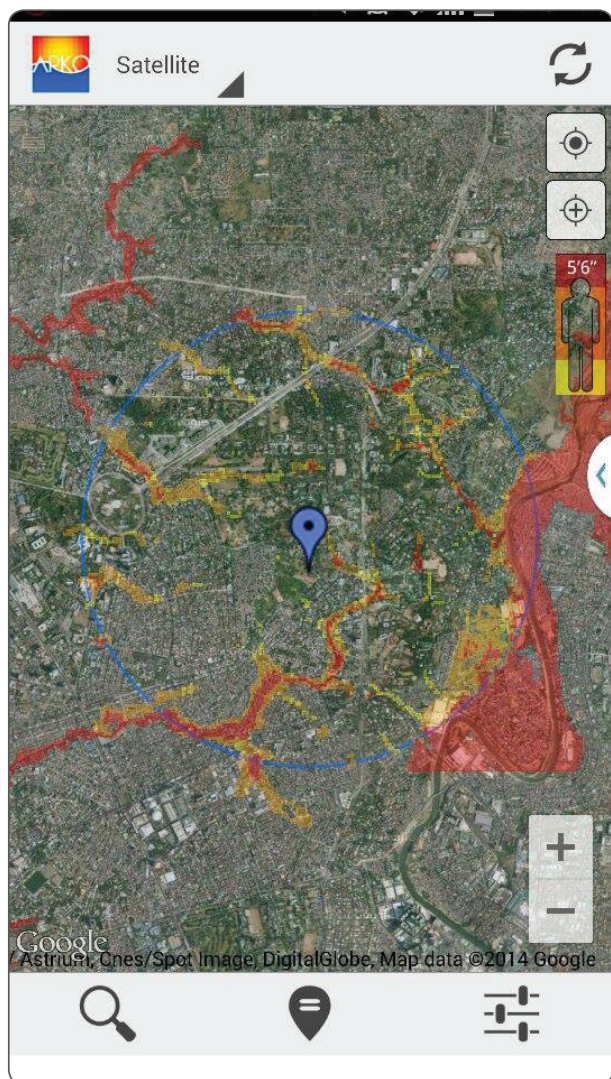 ARKO
Satellite
5'6"
Google
/ Astrium, Cnes/Spot Image, DigitalGlobe, Map data ©2014 Google